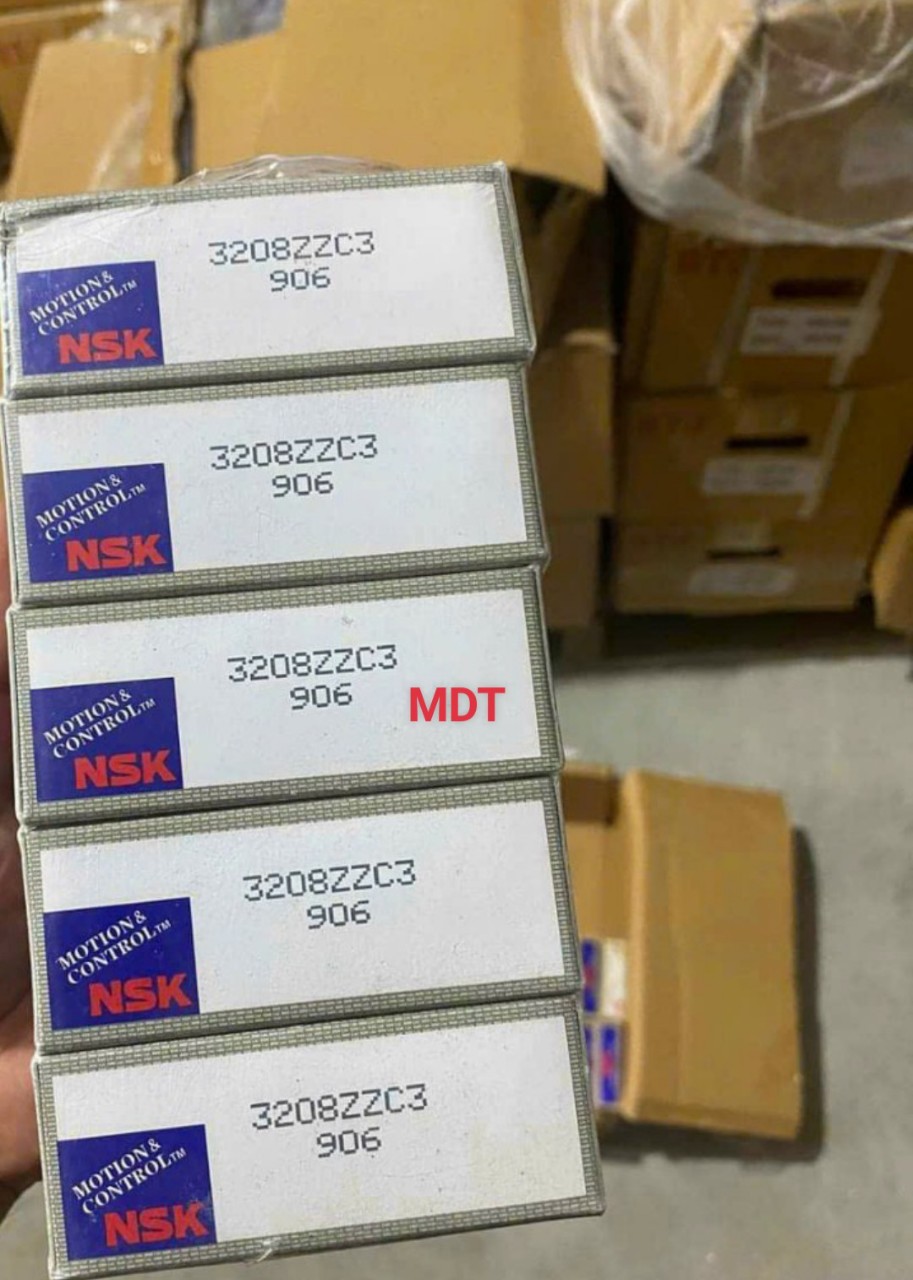 3208ZZC3
906
MOTION &
CONTROL™
NSK
3208ZZC3
906
MOTION &
CONTROL™
NSK
3208ZZC3
906
MDT
MOTION &
CONTROL™
NSK
3208ZZC3
906
MOTION &
CONTROL™
NSK
3208ZZC3
906
MOTION &
CONTROL™
NSK